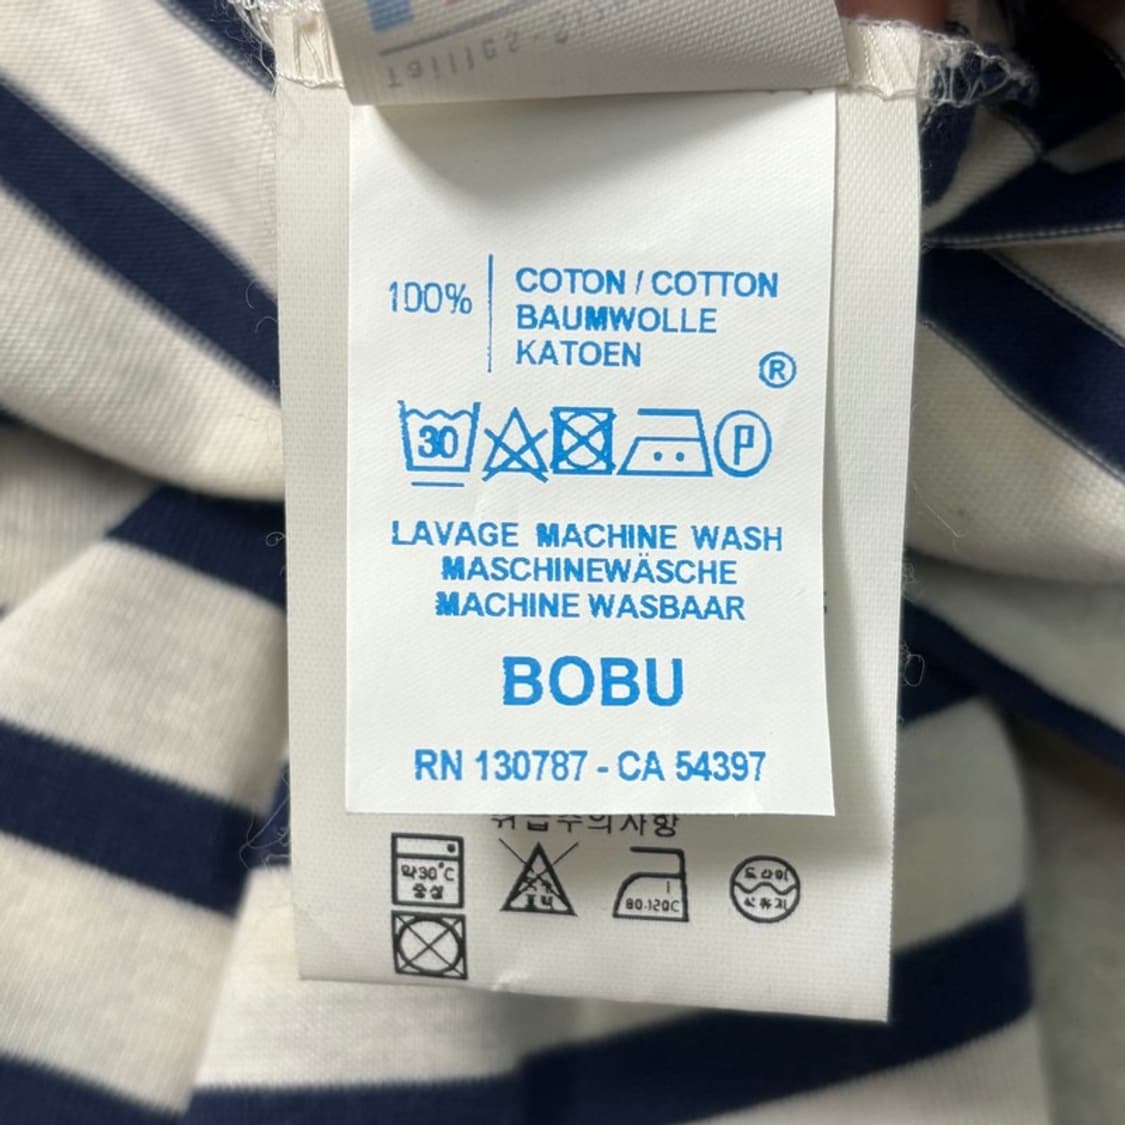 100%
COTON / COTTON
BAUMWOLLE
KATOEN
®
30
P
LAVAGE MACHINE WASH
MASCHINEWÄSCHE
MACHINE WASBAAR
BOBU
RN 130787 - CA 54397
취급주의사항
약30°C
중성
80-120C